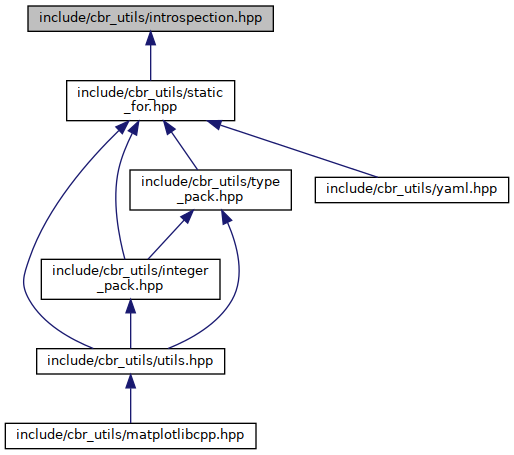 include/cbr_utils/introspection.hpp
include/cbr_utils/static
_for.hpp
include/cbr_utils/type
_pack.hpp
include/cbr_utils/yaml.hpp
include/cbr_utils/integer
_pack.hpp
include/cbr_utils/utils.hpp
include/cbr_utils/matplotlibcpp.hpp